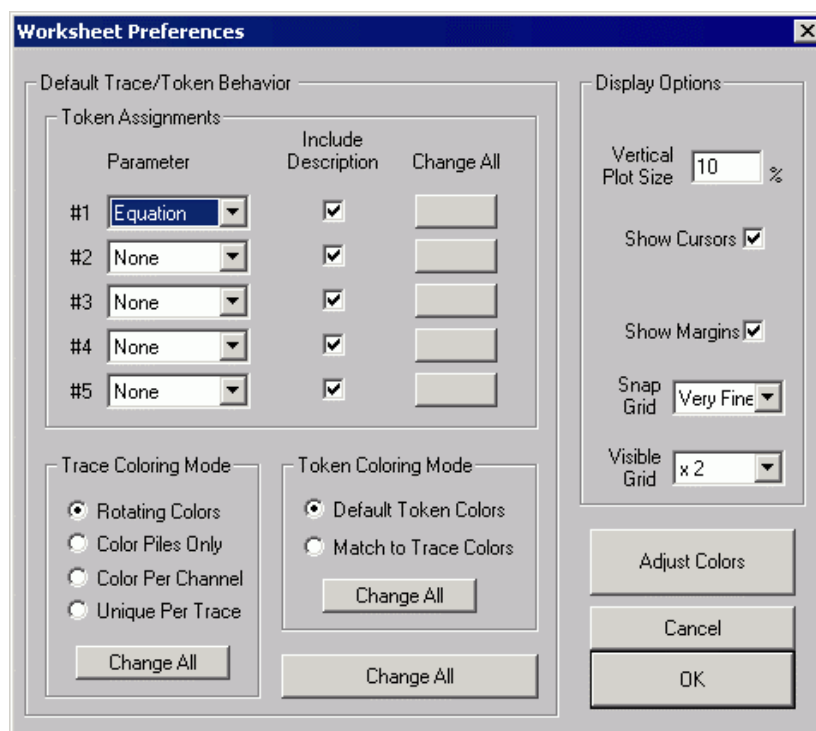 Worksheet Preferences
Default Trace/Token Behavior
Token Assignments
Parameter
Include
Description
Change All
#1 Equation
#2 None
#3 None
#4 None
#5 None
Trace Coloring Mode
Rotating Colors
Color Piles Only
Color Per Channel
Unique Per Trace
Change All
Token Coloring Mode
Default Token Colors
Match to Trace Colors
Change All
Change All
Display Options
Vertical
Plot Size 10 %
Show Cursors
Show Margins
Snap
Grid Very Fine
Visible
Grid x 2
Adjust Colors
Cancel
OK